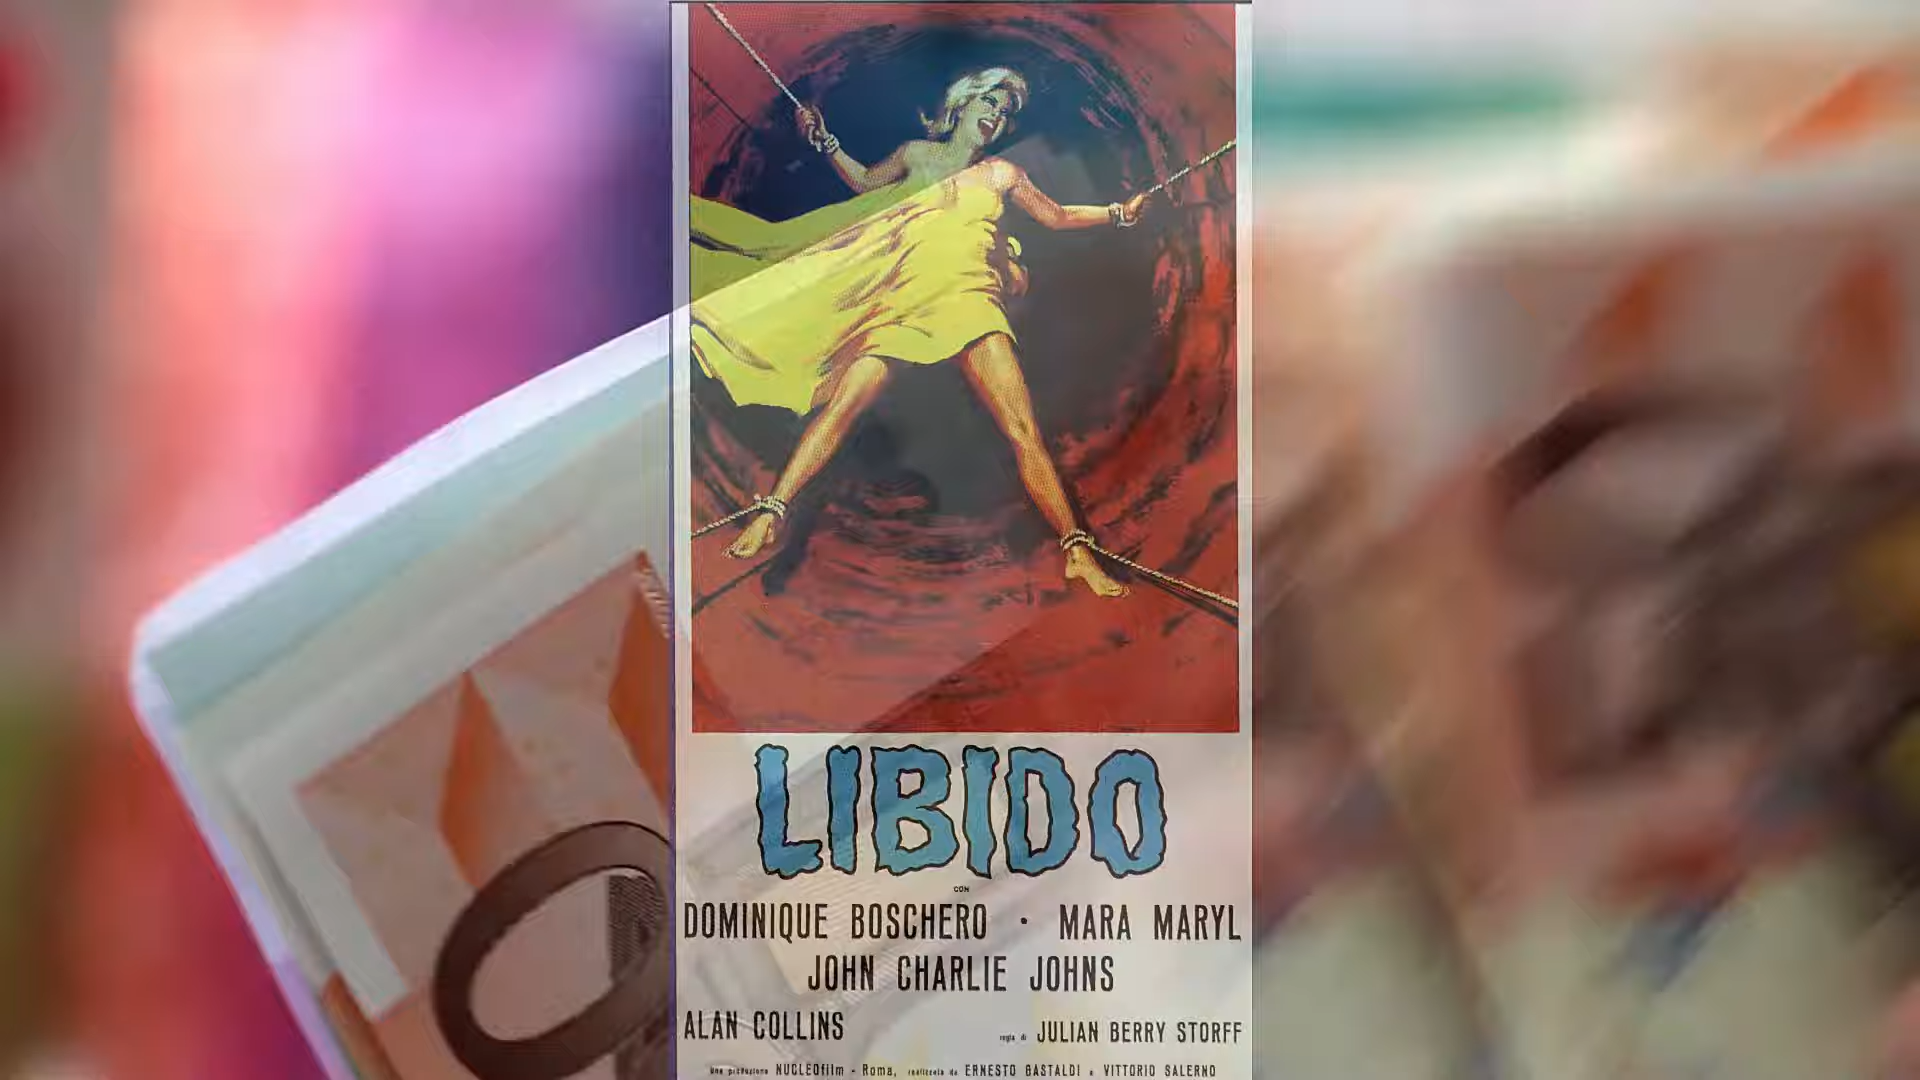 LIBIDO
CON
DOMINIQUE BOSCHERO · MARA MARYL
JOHN CHARLIE JOHNS
ALAN COLLINS
regia di JULIAN BERRY STORFF
Una produzione NUCLEOfilm - Roma, realizzata da ERNESTO GASTALDI e VITTORIO SALERNO